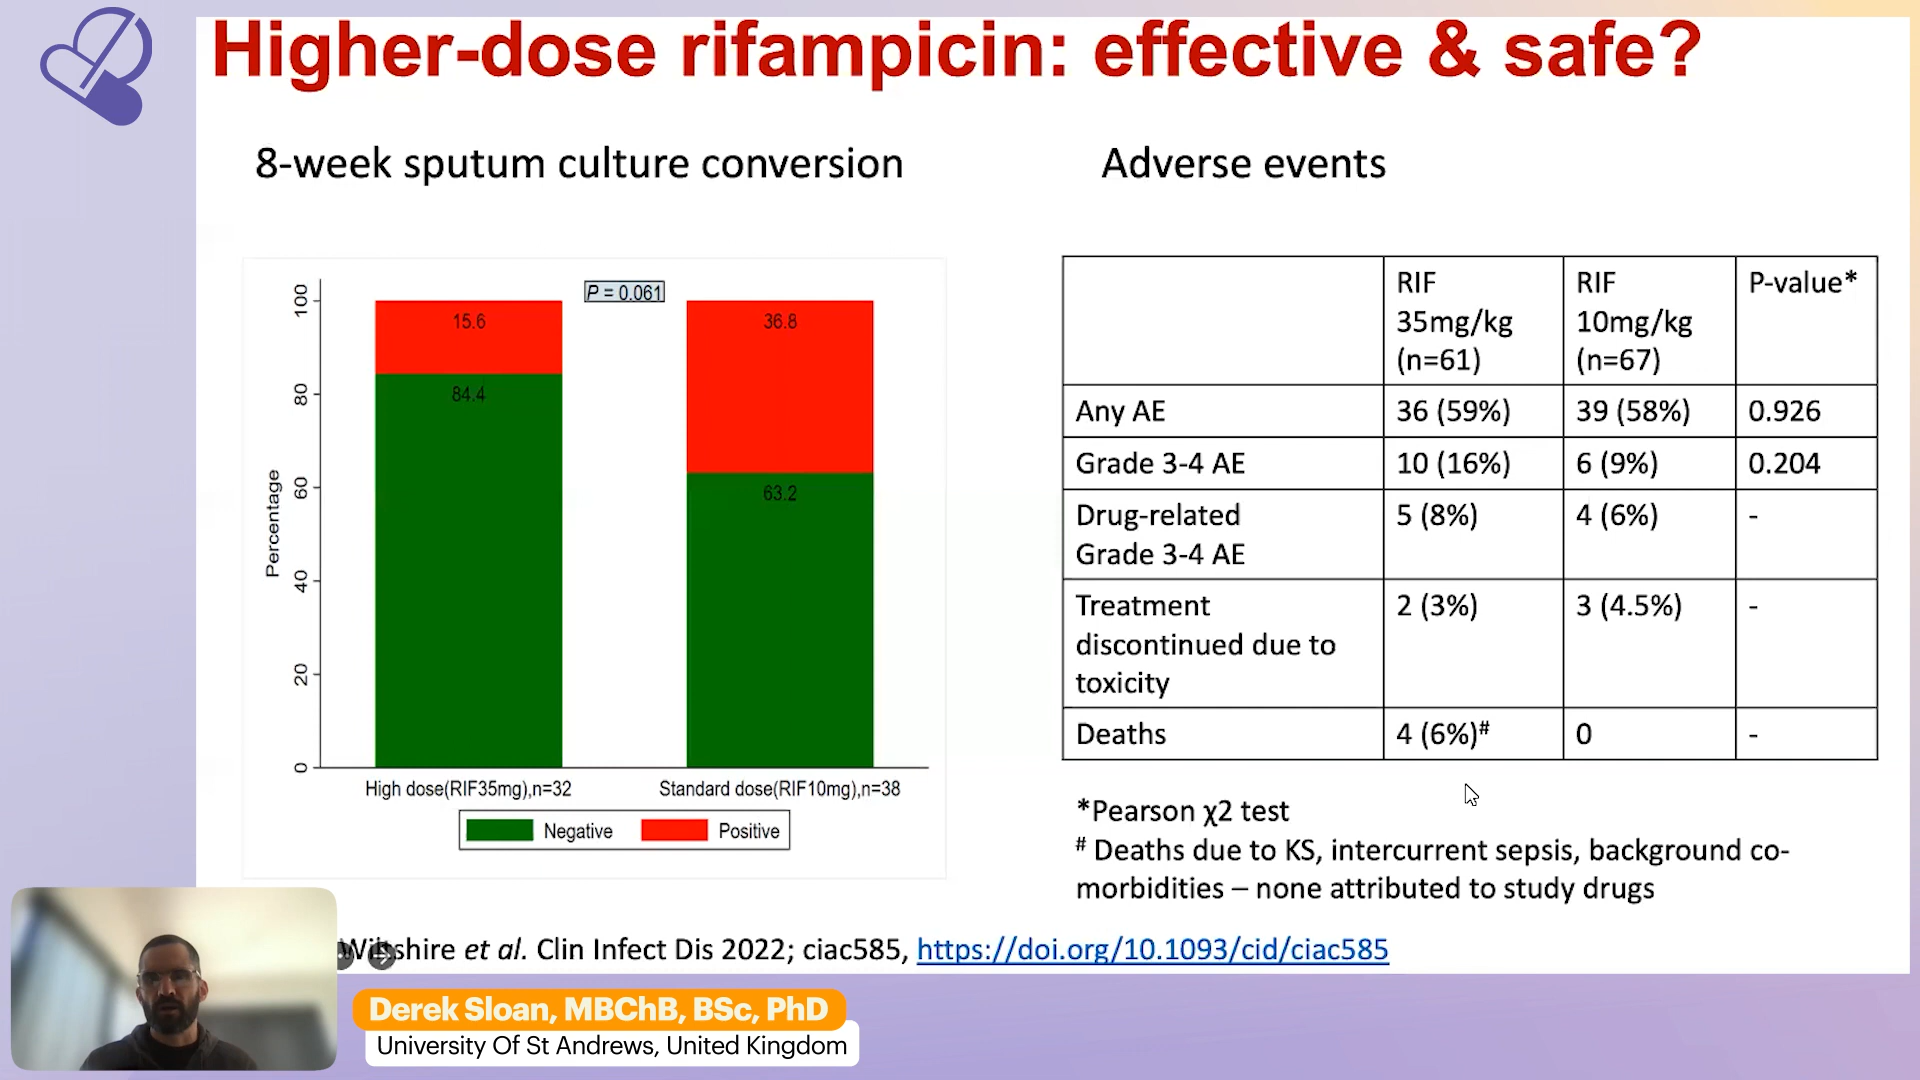 Higher-dose rifampicin: effective & safe?
8-week sputum culture conversion
Adverse events
P = 0.061
100
80
60
40
20
0
Percentage
15.6
84.4
36.8
63.2
High dose(RIF35mg),n=32
Standard dose(RIF10mg),n=38
Negative
Positive
RIF 35mg/kg (n=61)
RIF 10mg/kg (n=67)
P-value*
Any AE 36 (59%) 39 (58%) 0.926
Grade 3-4 AE 10 (16%) 6 (9%) 0.204
Drug-related Grade 3-4 AE 5 (8%) 4 (6%) -
Treatment discontinued due to toxicity 2 (3%) 3 (4.5%) -
Deaths 4 (6%)# 0 -
*Pearson χ2 test
# Deaths due to KS, intercurrent sepsis, background co-
morbidities – none attributed to study drugs
et al. Clin Infect Dis 2022; ciac585, https://doi.org/10.1093/cid/ciac585
Derek Sloan, MBChB, BSc, PhD
University Of St Andrews, United Kingdom